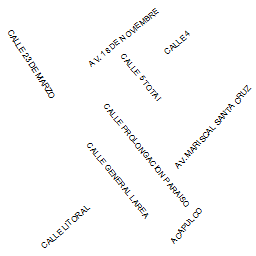 AV. 18 DE NOVIEMBRE
CALLE 4
CALLE 23 DE MARZO
CALLE 5 TOTAI
AV. MARISCAL SANTA CRUZ
CALLE PROLONGACION PARAISO
CALLE GENERAL LAREA
CALLE LITORAL
ACAPULCO